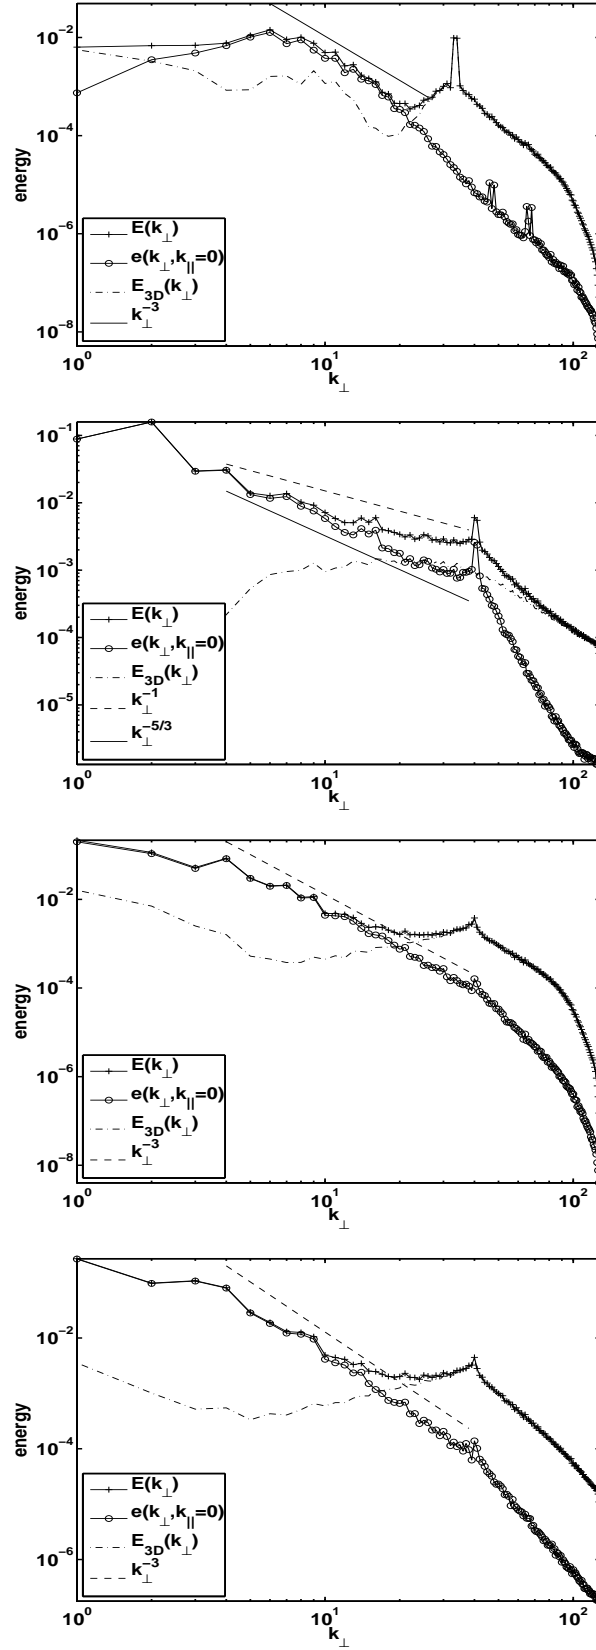 10⁻²
10⁻⁴
10⁻⁶
10⁻⁸
energy
E(k⊥)
e(k⊥,k||=0)
E3D(k⊥)
k⊥⁻³
10⁰ 10¹ 10²
k⊥
10⁻¹
10⁻²
10⁻³
10⁻⁴
10⁻⁵
energy
E(k⊥)
e(k⊥,k||=0)
E3D(k⊥)
k⊥⁻¹
k⊥⁻⁵/³
10⁰ 10¹ 10²
k⊥
10⁻²
10⁻⁴
10⁻⁶
10⁻⁸
energy
E(k⊥)
e(k⊥,k||=0)
E3D(k⊥)
k⊥⁻³
10⁰ 10¹ 10²
k⊥
10⁻²
10⁻⁴
10⁻⁶
energy
E(k⊥)
e(k⊥,k||=0)
E3D(k⊥)
k⊥⁻³
10⁰ 10¹ 10²
k⊥